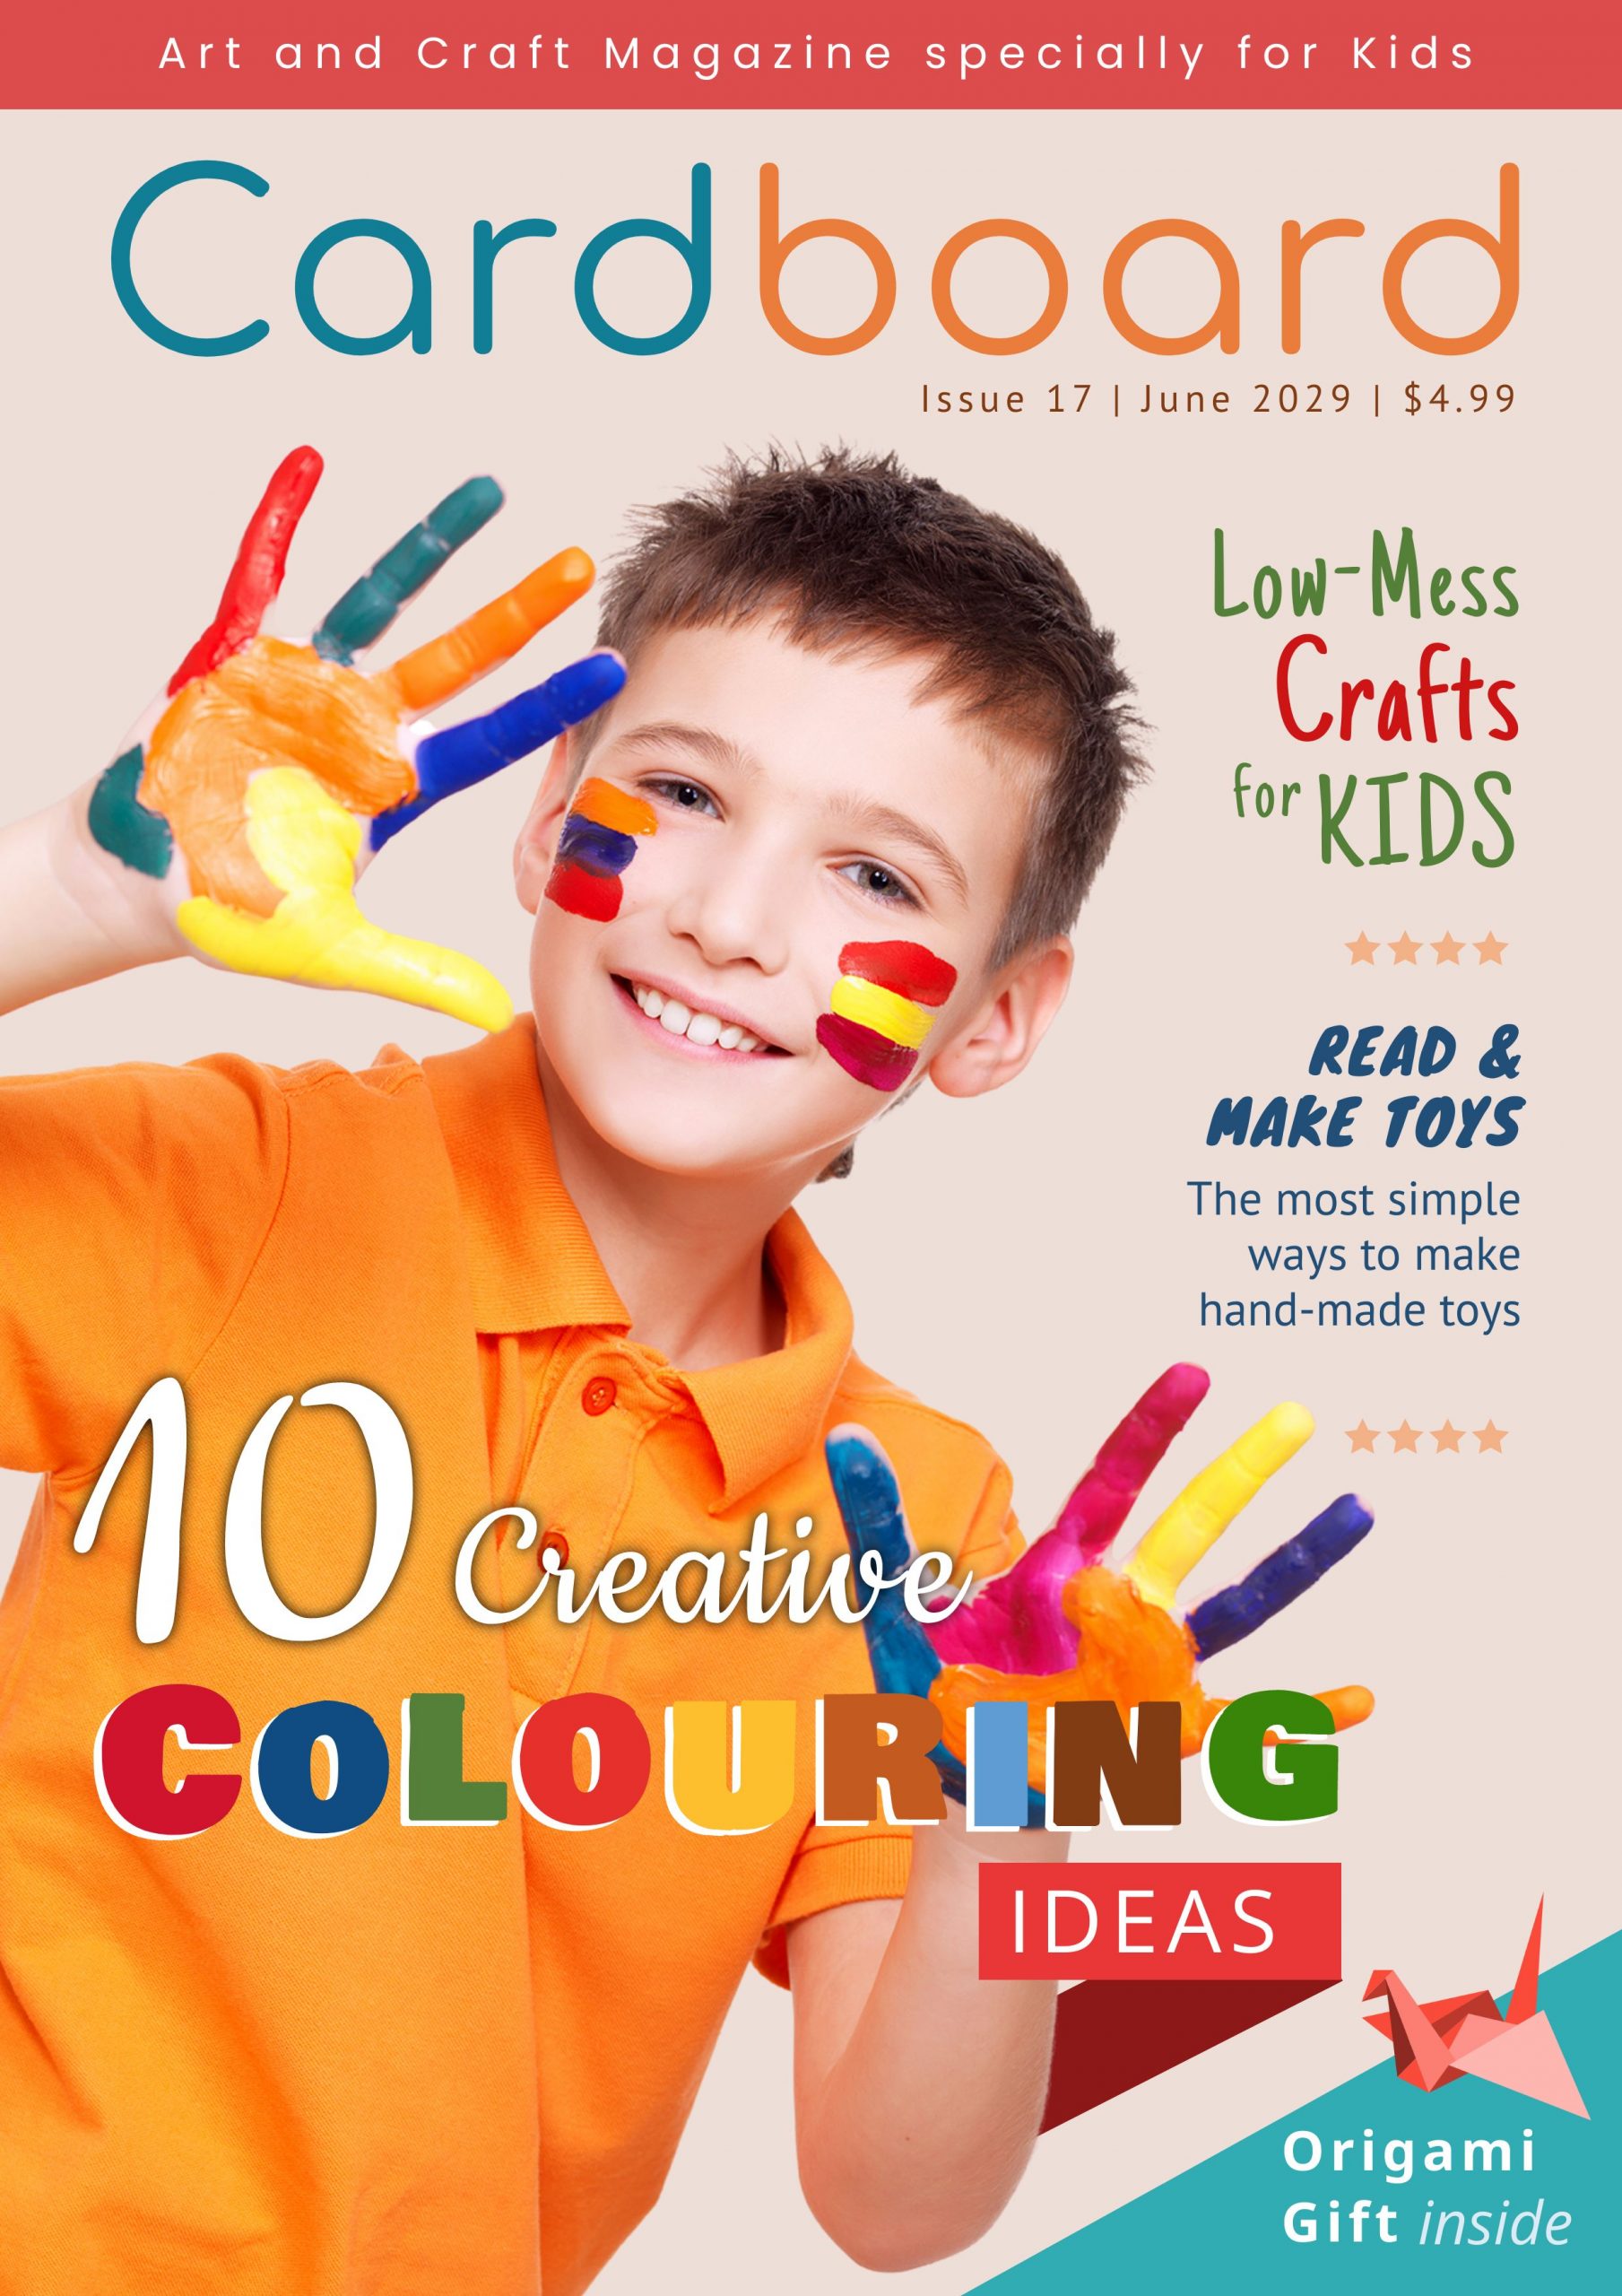 Art and Craft Magazine specially for Kids
Cardboard
Issue 17 | June 2029 | $4.99
Low-Mess
Crafts
for KIDS
READ &
MAKE TOYS
The most simple
ways to make
hand-made toys
10 Creative
COLOURING
IDEAS
Origami
Gift inside